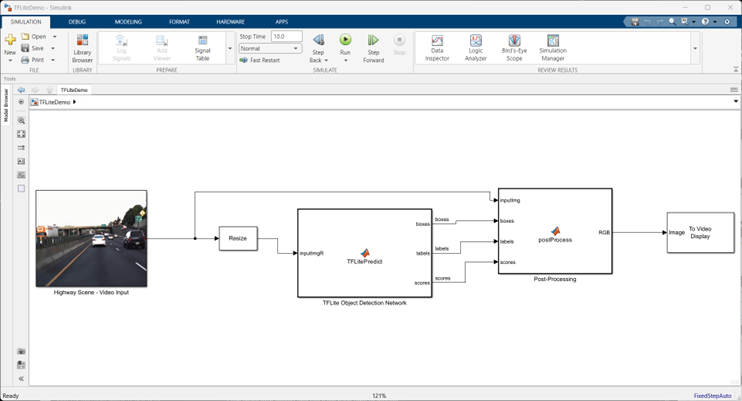 TFLiteDemo - Simulink
SIMULATION DEBUG MODELING FORMAT HARDWARE APPS
New
Open
Save
Print
FILE
Library Browser
LIBRARY
Log Signals
Add Viewer
Signal Table
PREPARE
Stop Time 10.0
Normal
Fast Restart
Step Back
Run
Step Forward
Stop
SIMULATE
Data Inspector
Logic Analyzer
Bird's-Eye Scope
Simulation Manager
REVIEW RESULTS
Tools
Model Browser
TFLiteDemo
TFLiteDemo
Highway Scene - Video Input
Resize
inputImgR
TFLitePredict
boxes
labels
scores
TFLite Object Detection Network
boxes
labels
scores
inputImg
boxes
labels
scores
postProcess
RGB
Post-Processing
Image
To Video Display
Ready
121%
FixedStepAuto